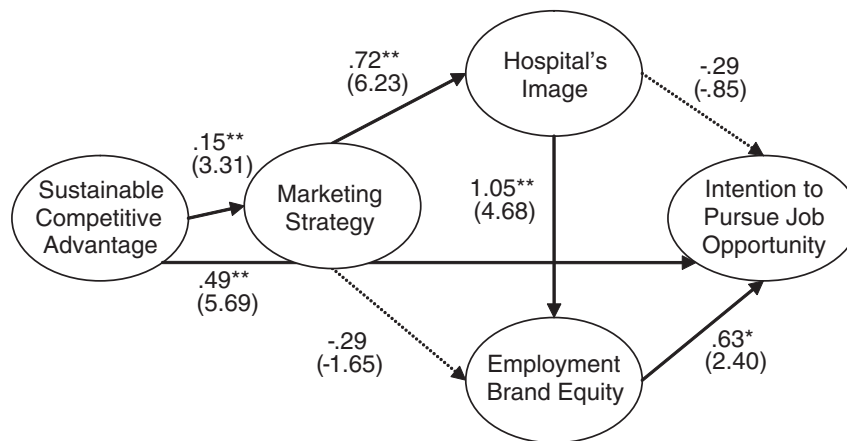 .72**
(6.23)
Hospital's
Image
-.29
(-.85)
.15**
(3.31)
Sustainable
Competitive
Advantage
Marketing
Strategy
1.05**
(4.68)
Intention to
Pursue Job
Opportunity
.49**
(5.69)
-.29
(-1.65)
Employment
Brand Equity
.63*
(2.40)